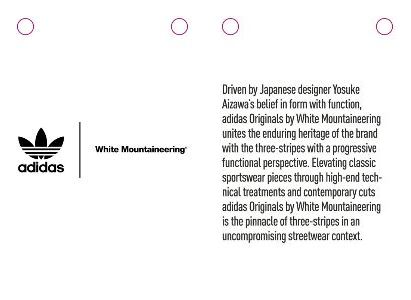 adidas
White Mountaineering®
Driven by Japanese designer Yosuke
Aizawa's belief in form with function,
adidas Originals by White Mountaineering
unites the enduring heritage of the brand
with the three-stripes with a progressive
functional perspective. Elevating classic
sportswear pieces through high-end tech-
nical treatments and contemporary cuts
adidas Originals by White Mountaineering
is the pinnacle of three-stripes in an
uncompromising streetwear context.